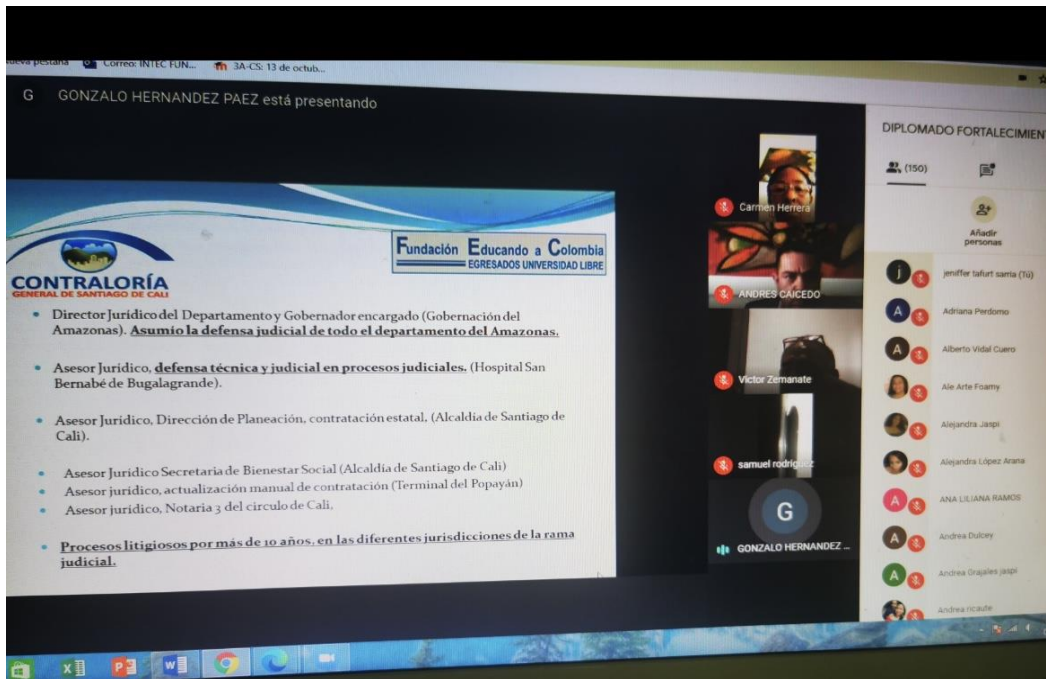 nueva pestaña
Correo: INTEC FUN...
3A-CS: 13 de octub...
G GONZALO HERNANDEZ PAEZ está presentando
CONTRALORÍA
GENERAL DE SANTIAGO DE CALI
Fundación Educando a Colombia
EGRESADOS UNIVERSIDAD LIBRE
Director Jurídico del Departamento y Gobernador encargado (Gobernación del
Amazonas). Asumío la defensa judicial de todo el departamento del Amazonas.
Asesor Jurídico, defensa técnica y judicial en procesos judiciales. (Hospital San
Bernabé de Bugalagrande).
Asesor Jurídico, Dirección de Planeación, contratación estatal, (Alcaldía de Santiago de
Cali).
Asesor Jurídico Secretaria de Bienestar Social (Alcaldía de Santiago de Cali)
Asesor jurídico, actualización manual de contratación (Terminal del Popayán)
Asesor jurídico, Notaria 3 del circulo de Cali,
Procesos litigiosos por más de 10 años, en las diferentes jurisdicciones de la rama
judicial.
Carmen Herrera
ANDRES CAICEDO
Victor Zemanate
samuel rodriguez
G
GONZALO HERNANDEZ ...
DIPLOMADO FORTALECIMIEN
(150)
Añadir
personas
j jeniffer tafurt sarria (Tú)
A Adriana Perdomo
A Alberto Vidal Cuero
Ale Arte Foamy
Alejandra Jaspi
Alejandra López Arana
A ANA LILIANA RAMOS
A Andrea Dulcey
A Andrea Grajales jaspi
Andrea ricaute